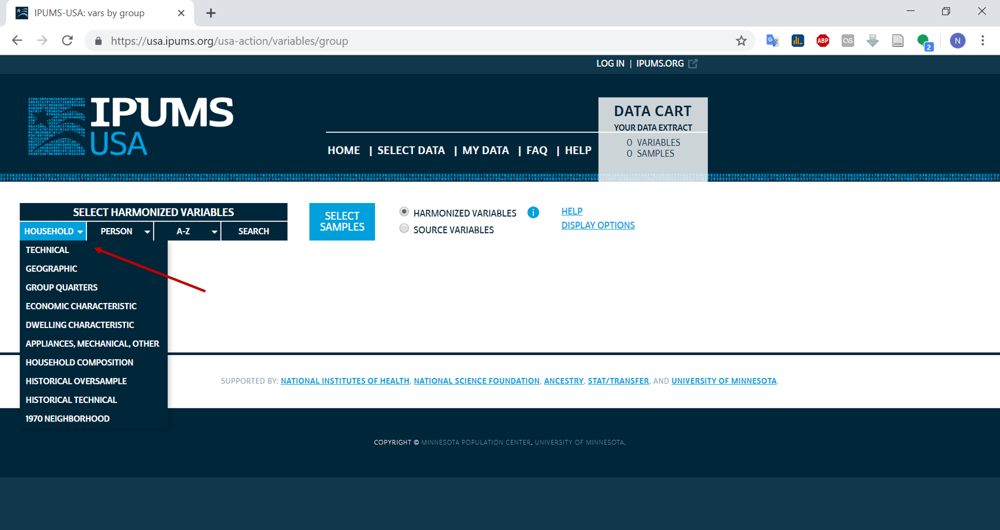 IPUMS-USA: vars by group
https://usa.ipums.org/usa-action/variables/group
ABP
N
2
LOG IN | IPUMS.ORG
IPUMS
USA
DATA CART
YOUR DATA EXTRACT
0 VARIABLES
0 SAMPLES
HOME | SELECT DATA | MY DATA | FAQ | HELP
SELECT HARMONIZED VARIABLES
HOUSEHOLD PERSON A-Z SEARCH
SELECT
SAMPLES
HARMONIZED VARIABLES i
SOURCE VARIABLES
HELP
DISPLAY OPTIONS
TECHNICAL
GEOGRAPHIC
GROUP QUARTERS
ECONOMIC CHARACTERISTIC
DWELLING CHARACTERISTIC
APPLIANCES, MECHANICAL, OTHER
HOUSEHOLD COMPOSITION
HISTORICAL OVERSAMPLE
HISTORICAL TECHNICAL
1970 NEIGHBORHOOD
SUPPORTED BY: NATIONAL INSTITUTES OF HEALTH, NATIONAL SCIENCE FOUNDATION, ANCESTRY, STAT/TRANSFER, AND UNIVERSITY OF MINNESOTA.
COPYRIGHT © MINNESOTA POPULATION CENTER, UNIVERSITY OF MINNESOTA.